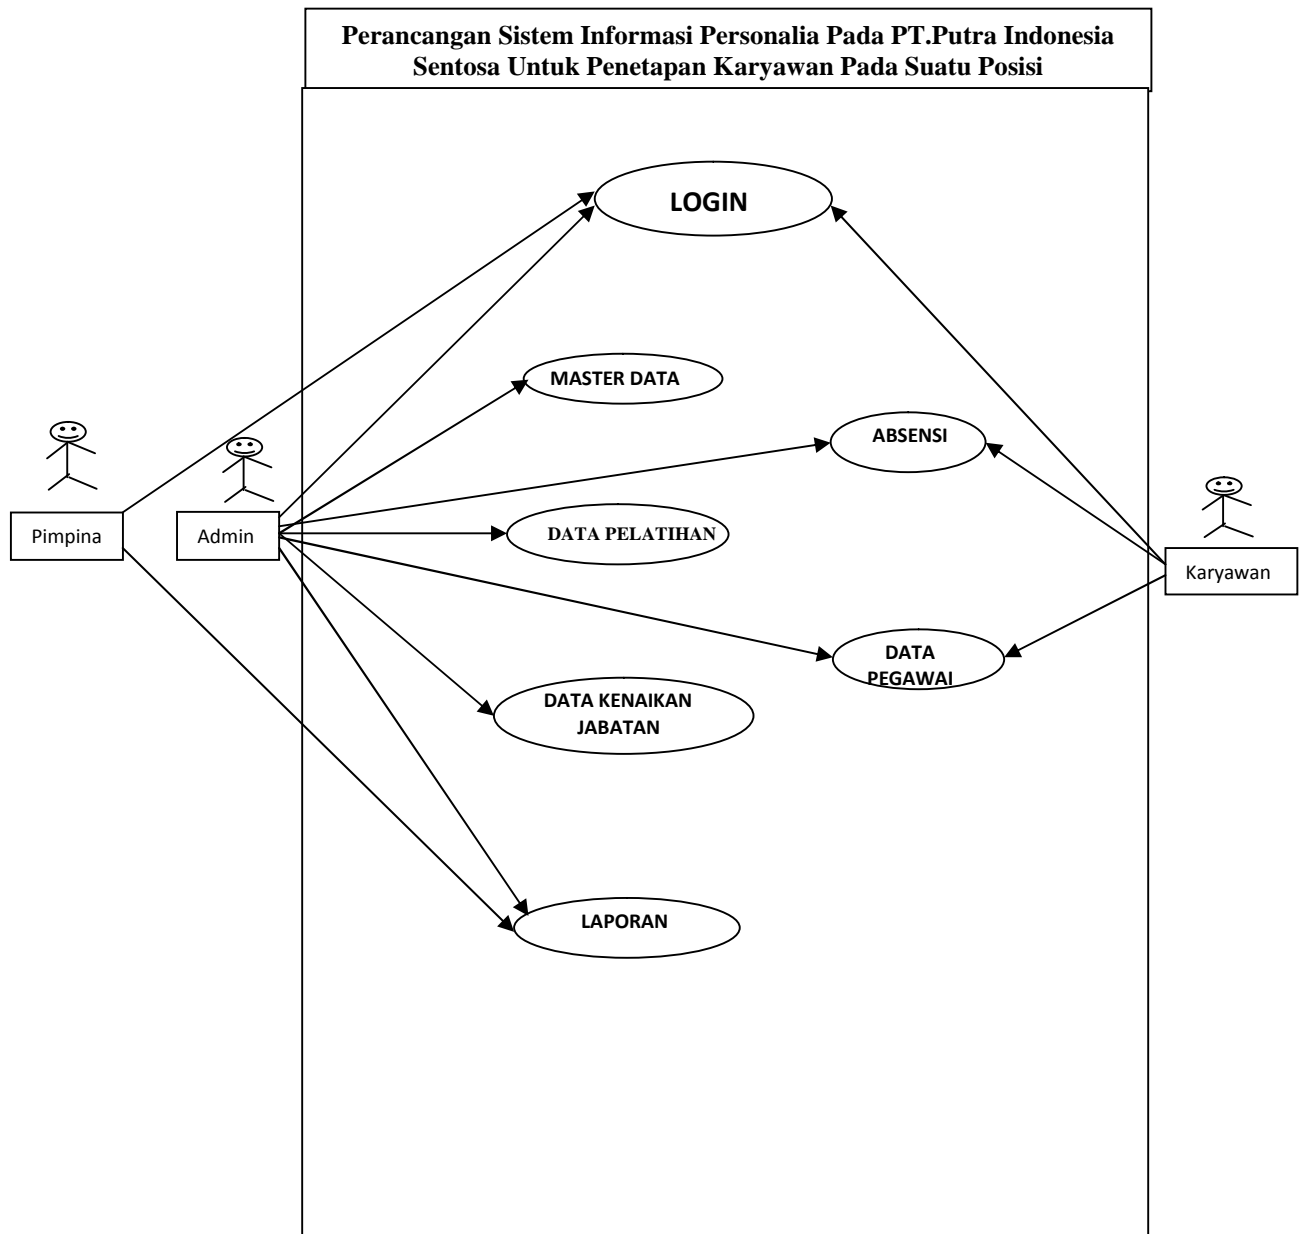 Perancangan Sistem Informasi Personalia Pada PT.Putra Indonesia
Sentosa Untuk Penetapan Karyawan Pada Suatu Posisi
LOGIN
MASTER DATA
ABSENSI
Pimpina
Admin
DATA PELATIHAN
Karyawan
DATA
PEGAWAI
DATA KENAIKAN
JABATAN
LAPORAN